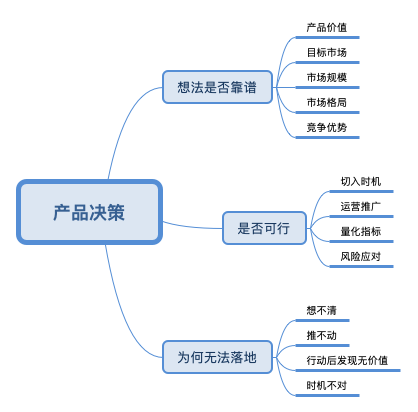 产品决策
想法是否靠谱
产品价值
目标市场
市场规模
市场格局
竞争优势
是否可行
切入时机
运营推广
量化指标
风险应对
为何无法落地
想不清
推不动
行动后发现无价值
时机不对